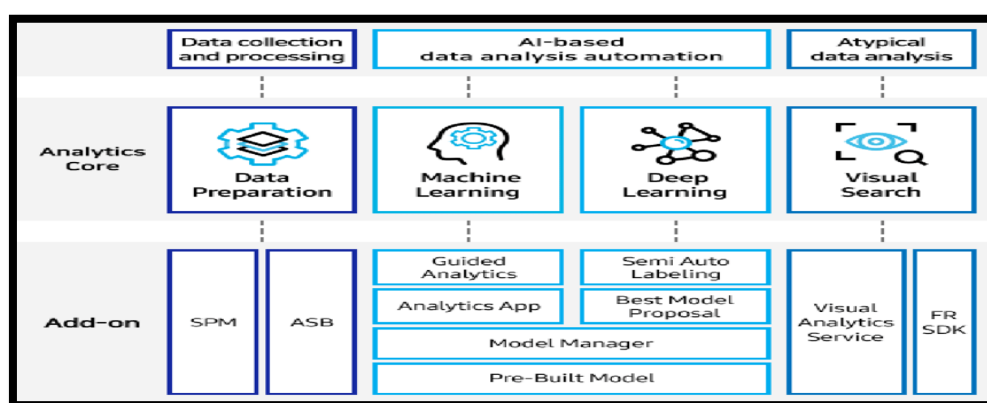 Data collection
and processing
AI-based
data analysis automation
Atypical
data analysis
Analytics
Core
Data
Preparation
Machine
Learning
Deep
Learning
Visual
Search
Add-on
SPM
ASB
Guided
Analytics
Analytics App
Semi Auto
Labeling
Best Model
Proposal
Model Manager
Pre-Built Model
Visual
Analytics
Service
FR
SDK